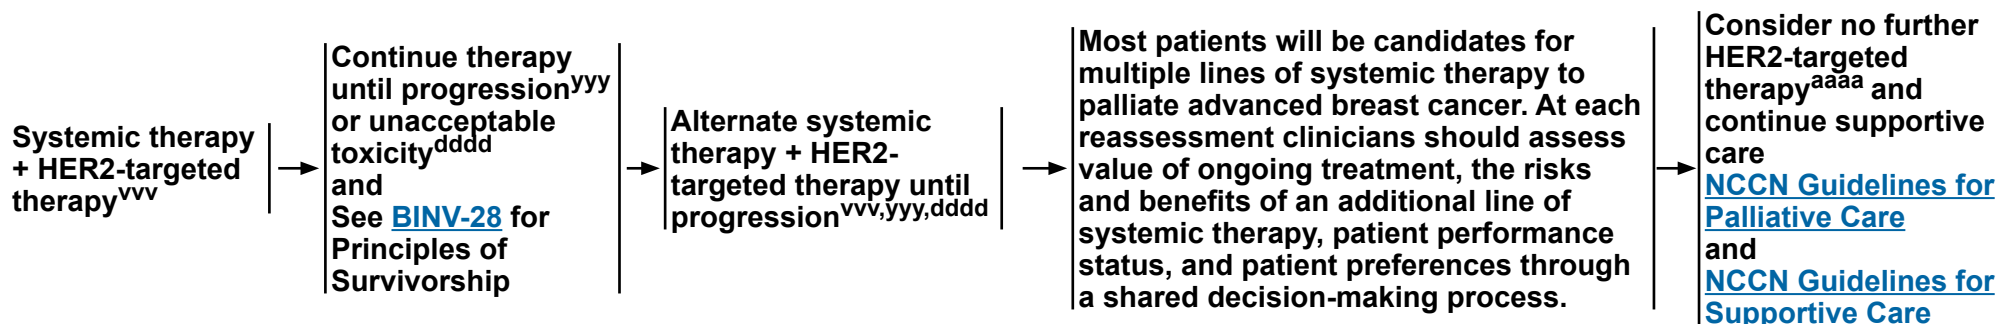 Systemic therapy
+ HER2-targeted
therapyvvv
Continue therapy
until progressionyyy
or unacceptable
toxicitydddd
and
See BINV-28 for
Principles of
Survivorship
Alternate systemic
therapy + HER2-
targeted therapy until
progressionvvv,yyy,dddd
Most patients will be candidates for
multiple lines of systemic therapy to
palliate advanced breast cancer. At each
reassessment clinicians should assess
value of ongoing treatment, the risks
and benefits of an additional line of
systemic therapy, patient performance
status, and patient preferences through
a shared decision-making process.
Consider no further
HER2-targeted
therapyaaaa and
continue supportive
care
NCCN Guidelines for
Palliative Care
and
NCCN Guidelines for
Supportive Care